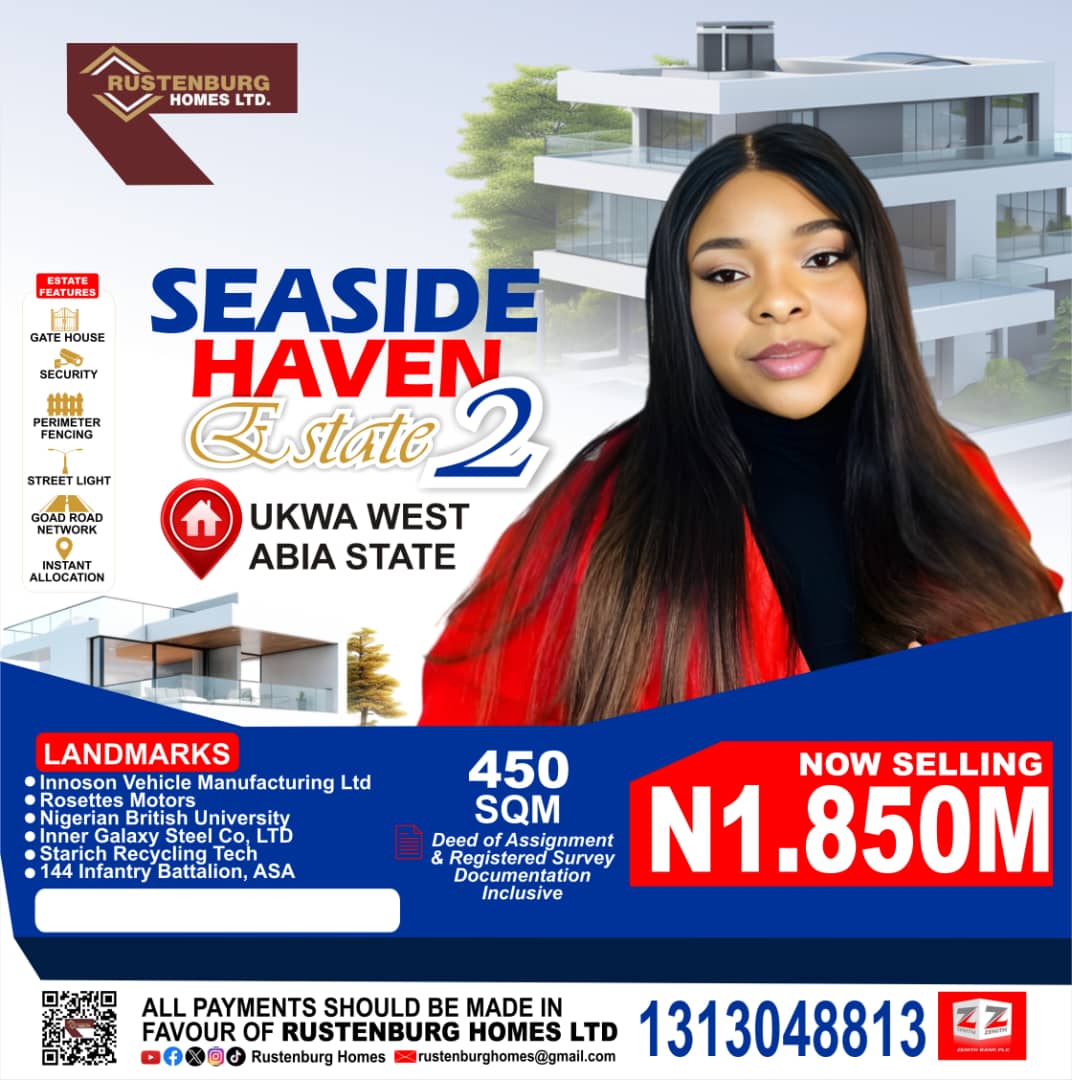 RUSTENBURG
HOMES LTD.
SEASIDE
HAVEN
Estate 2
UKWA WEST
ABIA STATE
ESTATE
FEATURES
GATE HOUSE
SECURITY
PERIMETER
FENCING
STREET LIGHT
GOAD ROAD
NETWORK
INSTANT
ALLOCATION
LANDMARKS
Innoson Vehicle Manufacturing Ltd
Rosettes Motors
Nigerian British University
Inner Galaxy Steel Co, LTD
Starich Recycling Tech
144 Infantry Battalion, ASA
450
SQM
Deed of Assignment
& Registered Survey
Documentation
Inclusive
NOW SELLING
N1.850M
ALL PAYMENTS SHOULD BE MADE IN
FAVOUR OF RUSTENBURG HOMES LTD
Rustenburg Homes rustenburghomes@gmail.com
1313048813
ZENITH
ZENITH BANK PLC